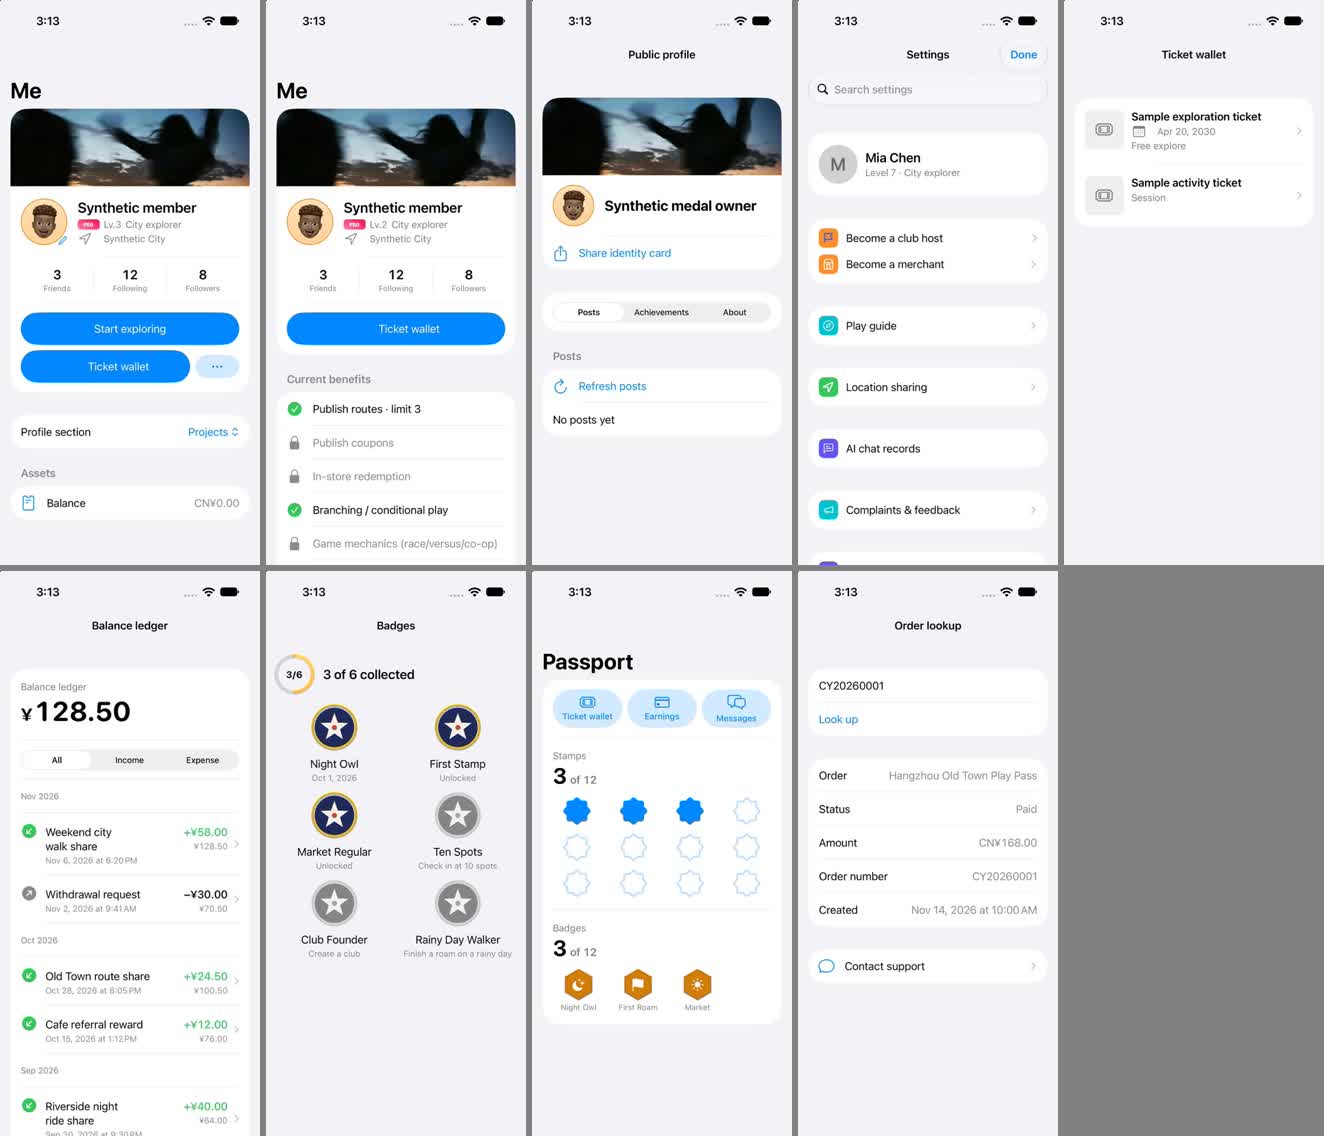 3:13
Me
Synthetic member
PRO Lv.3 City explorer
Synthetic City
3 12 8
Friends Following Followers
Start exploring
Ticket wallet
Profile section Projects
Assets
Balance CN¥0.00
3:13
Me
Synthetic member
PRO Lv.2 City explorer
Synthetic City
3 12 8
Friends Following Followers
Ticket wallet
Current benefits
Publish routes · limit 3
Publish coupons
In-store redemption
Branching / conditional play
Game mechanics (race/versus/co-op)
3:13
Public profile
Synthetic medal owner
Share identity card
Posts Achievements About
Posts
Refresh posts
No posts yet
3:13
Settings Done
Search settings
M
Mia Chen
Level 7 · City explorer
Become a club host
Become a merchant
Play guide
Location sharing
AI chat records
Complaints & feedback
3:13
Ticket wallet
Sample exploration ticket
Apr 20, 2030
Free explore
Sample activity ticket
Session
3:13
Balance ledger
Balance ledger
¥128.50
All Income Expense
Nov 2026
Weekend city +¥58.00
walk share ¥128.50
Nov 6, 2026 at 6:20 PM
Withdrawal request −¥30.00
Nov 2, 2026 at 9:41 AM ¥70.50
Oct 2026
Old Town route share +¥24.50
Oct 28, 2026 at 8:05 PM ¥100.50
Cafe referral reward +¥12.00
Oct 15, 2026 at 1:12 PM ¥76.00
Sep 2026
Riverside night +¥40.00
ride share ¥64.00
Sep 30, 2026 at 9:30 PM
3:13
Badges
3/6 3 of 6 collected
Night Owl First Stamp
Oct 1, 2026 Unlocked
Market Regular Ten Spots
Unlocked Check in at 10 spots
Club Founder Rainy Day Walker
Create a club Finish a roam on a rainy day
3:13
Passport
Ticket wallet Earnings Messages
Stamps
3 of 12
Badges
3 of 12
Night Owl First Roam Market
3:13
Order lookup
CY20260001
Look up
Order Hangzhou Old Town Play Pass
Status Paid
Amount CN¥168.00
Order number CY20260001
Created Nov 14, 2026 at 10:00 AM
Contact support